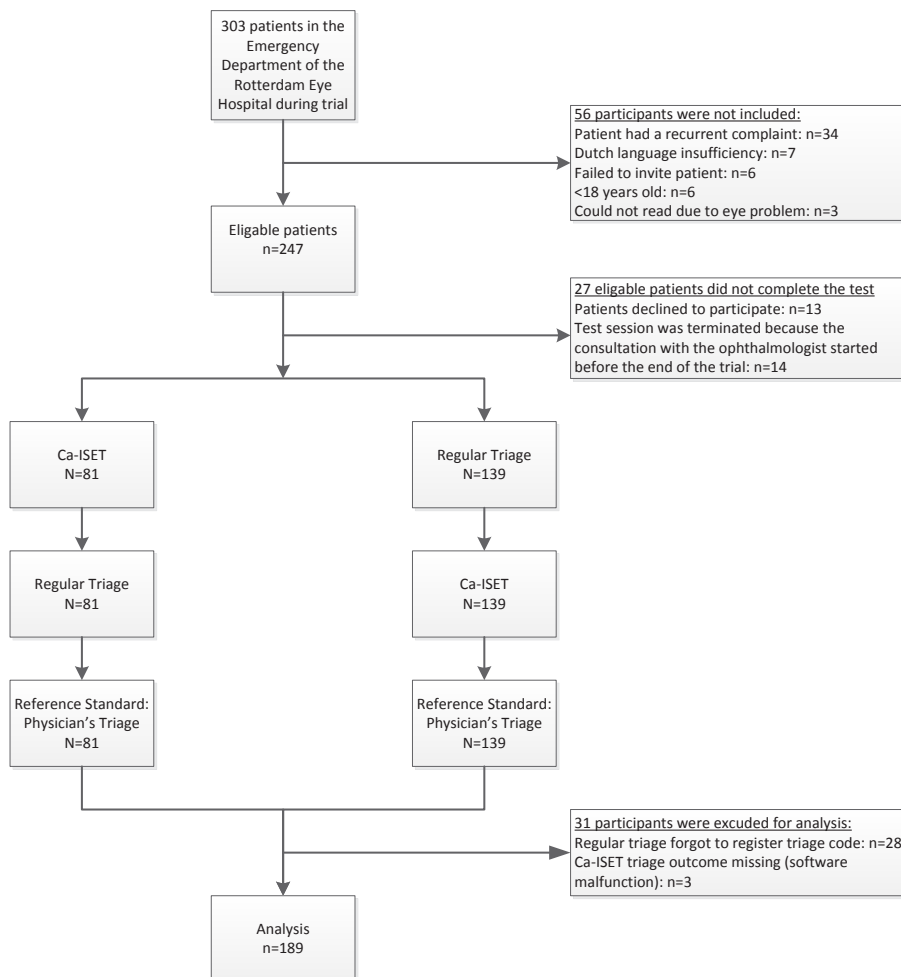 303 patients in the
Emergency
Department of the
Rotterdam Eye
Hospital during trial
56 participants were not included:
Patient had a recurrent complaint: n=34
Dutch language insufficiency: n=7
Failed to invite patient: n=6
<18 years old: n=6
Could not read due to eye problem: n=3
Eligable patients
n=247
27 eligable patients did not complete the test
Patients declined to participate: n=13
Test session was terminated because the
consultation with the ophthalmologist started
before the end of the trial: n=14
Ca-ISET
N=81
Regular Triage
N=139
Regular Triage
N=81
Ca-ISET
N=139
Reference Standard:
Physician's Triage
N=81
Reference Standard:
Physician's Triage
N=139
31 participants were excuded for analysis:
Regular triage forgot to register triage code: n=28
Ca-ISET triage outcome missing (software
malfunction): n=3
Analysis
n=189